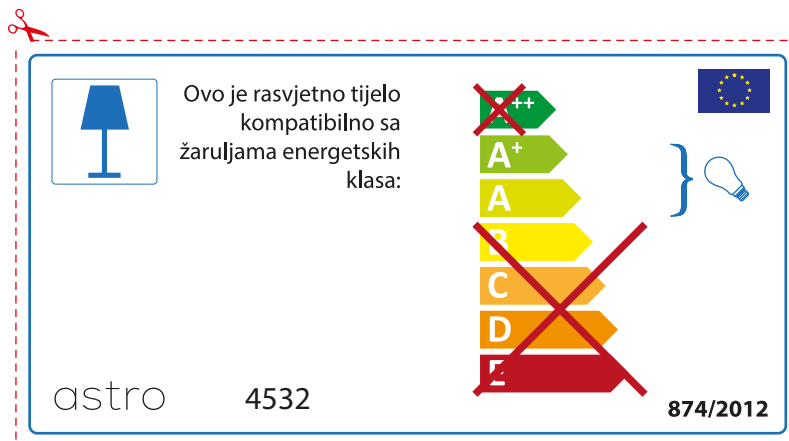 Ovo je rasvjetno tijelo
kompatibilno sa
žaruljama energetskih
klasa:
A++
A+
A
B
C
D
E
astro
4532
874/2012